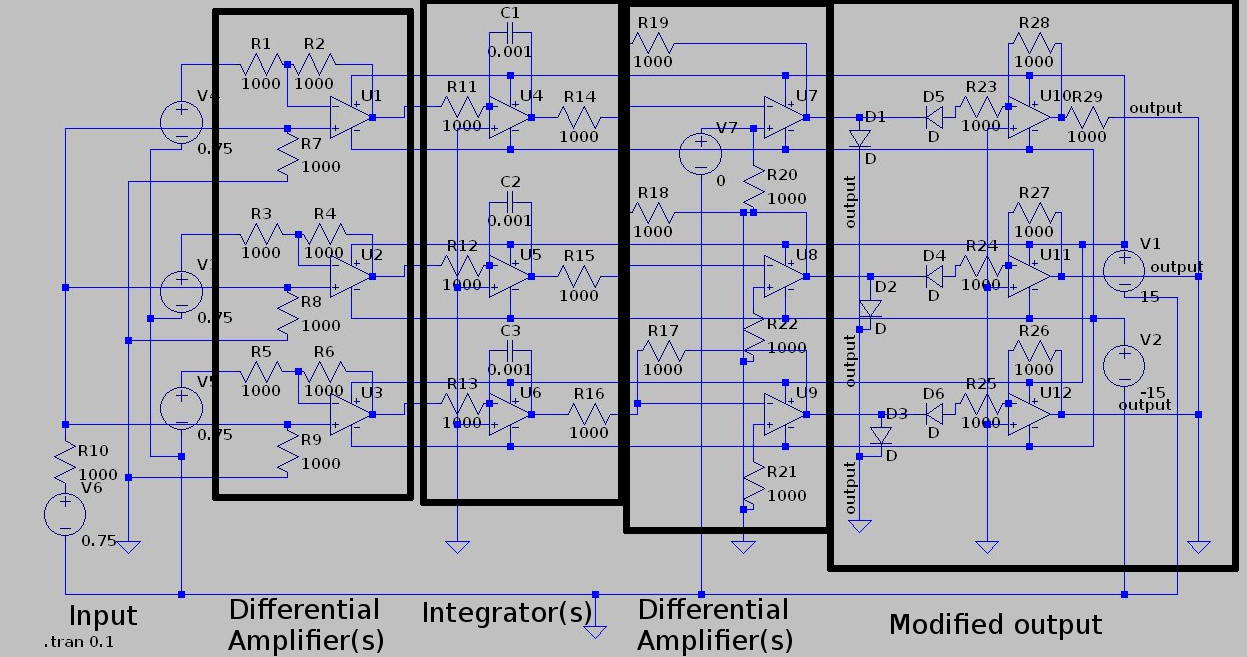 R1 R2
1000 1000
V4
0.75
U1
R7
1000
C1
0.001
R11
1000
U4
R14
1000
R19
1000
U7
V7
0
R20
1000
D1
D
output
D5
D
R23
1000
R28
1000
U10
R29
1000
output
R3 R4
1000 1000
0.75
U2
R8
1000
C2
0.001
R12
1000
U5
R15
1000
R18
1000
U8
R22
1000
D2
D
output
D4
D
R24
1000
R27
1000
U11
output
V1
15
R5 R6
1000 1000
V5
0.75
U3
R9
1000
C3
0.001
R13
1000
U6
R16
1000
R17
1000
U9
R21
1000
D3
D
output
D6
D
R25
1000
R26
1000
U12
V2
-15
output
R10
1000
V6
0.75
Input
.tran 0.1
Differential
Amplifier(s)
Integrator(s)
Differential
Amplifier(s)
Modified output